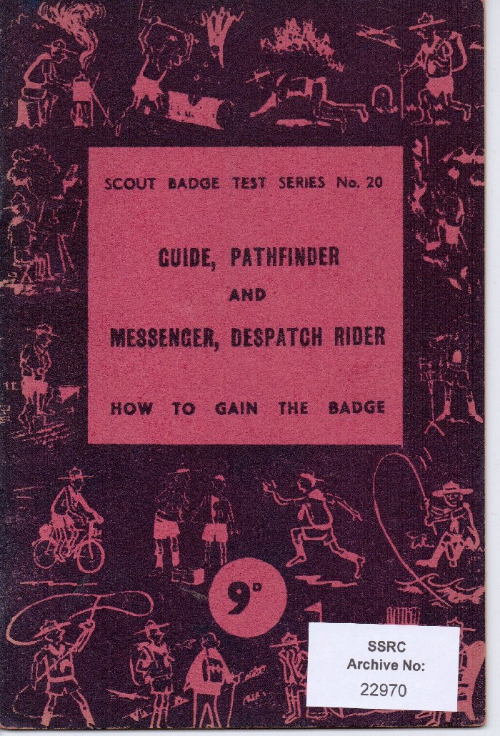 SCOUT BADGE TEST SERIES No. 20
GUIDE, PATHFINDER
AND
MESSENGER, DESPATCH RIDER
HOW TO GAIN THE BADGE
9D
SSRC
Archive No:
22970